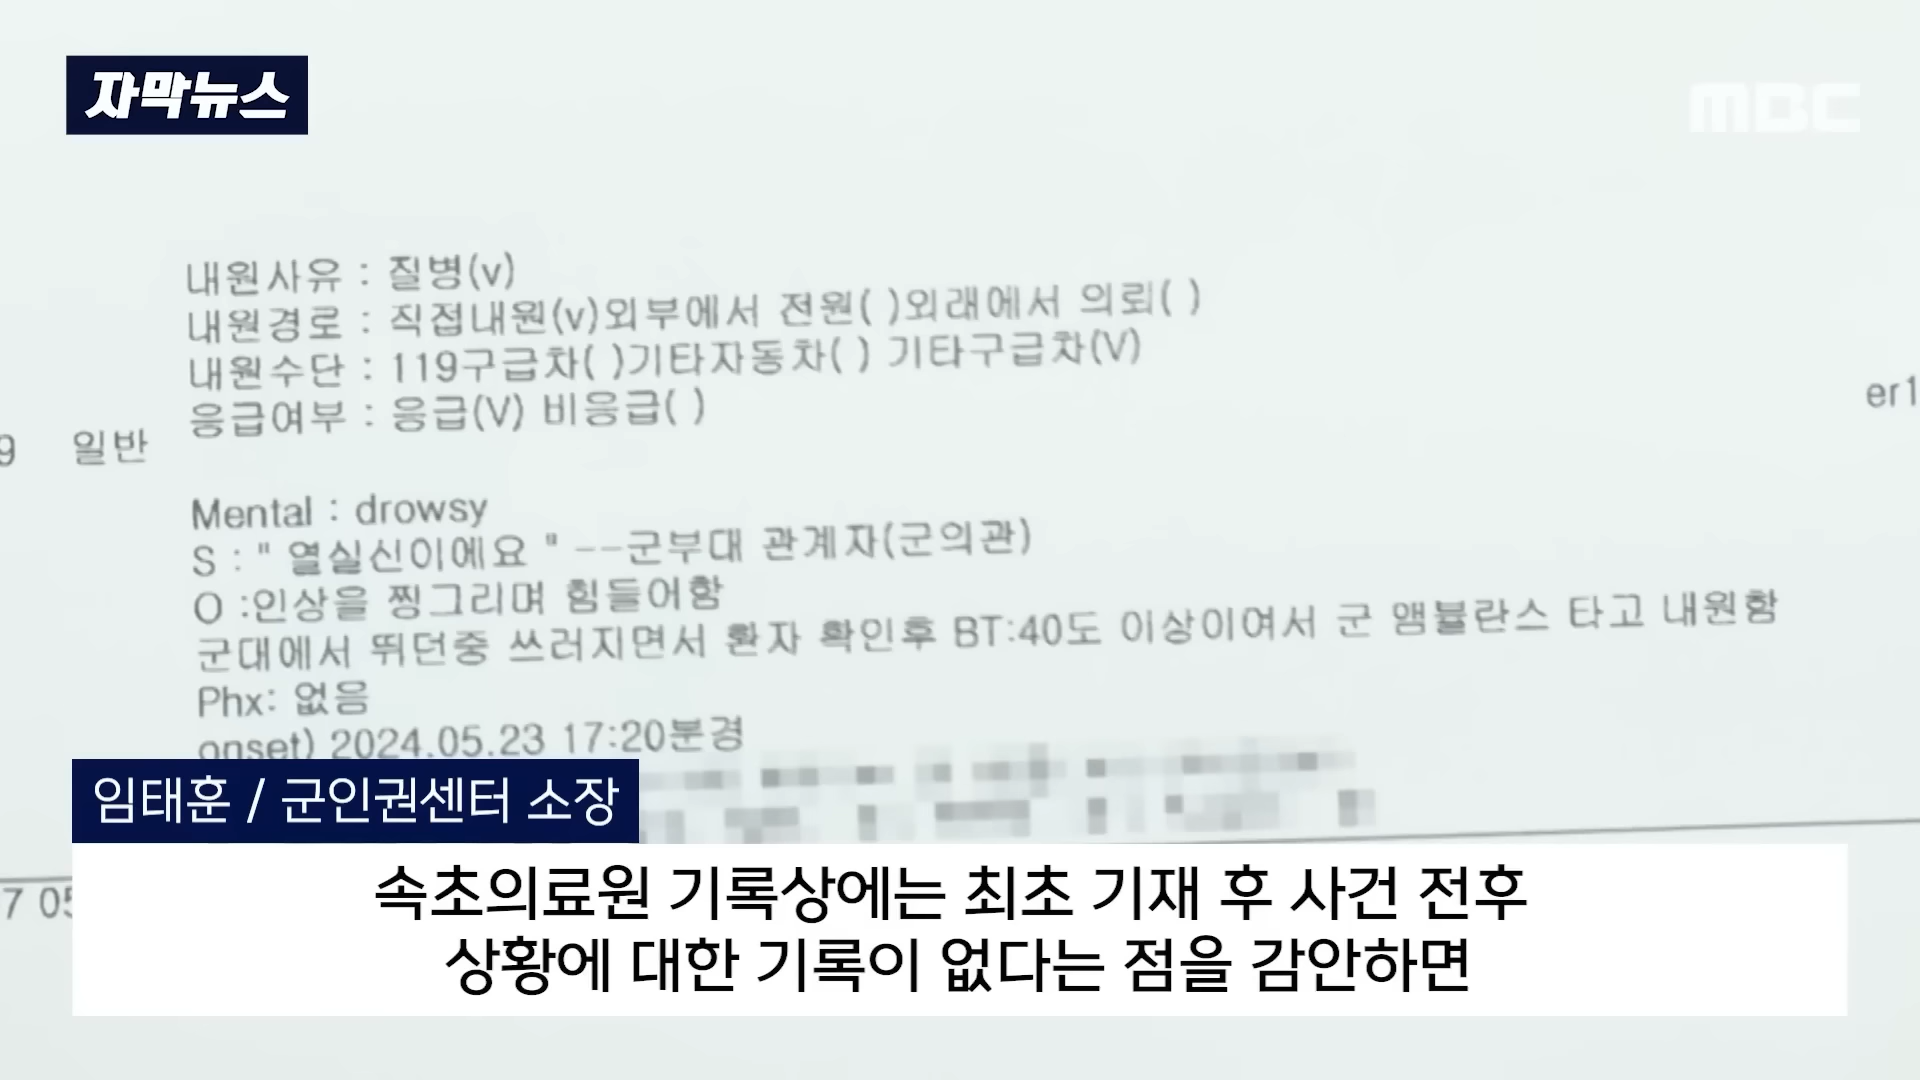 자막뉴스
MBC
내원사유 : 질병(v)
내원경로 : 직접내원(v)외부에서 전원( )외래에서 의뢰( )
내원수단 : 119구급차( )기타자동차( ) 기타구급차(V)
응급여부 : 응급(V) 비응급( )
er1
9 일반
Mental : drowsy
S : " 열실신이에요 " --군부대 관계자(군의관)
O :인상을 찡그리며 힘들어함
군대에서 뛰던중 쓰러지면서 환자 확인후 BT:40도 이상이여서 군 앰뷸란스 타고 내원함
Phx: 없음
onset) 2024.05.23 17:20분경
임태훈 / 군인권센터 소장
7 05
속초의료원 기록상에는 최초 기재 후 사건 전후
상황에 대한 기록이 없다는 점을 감안하면